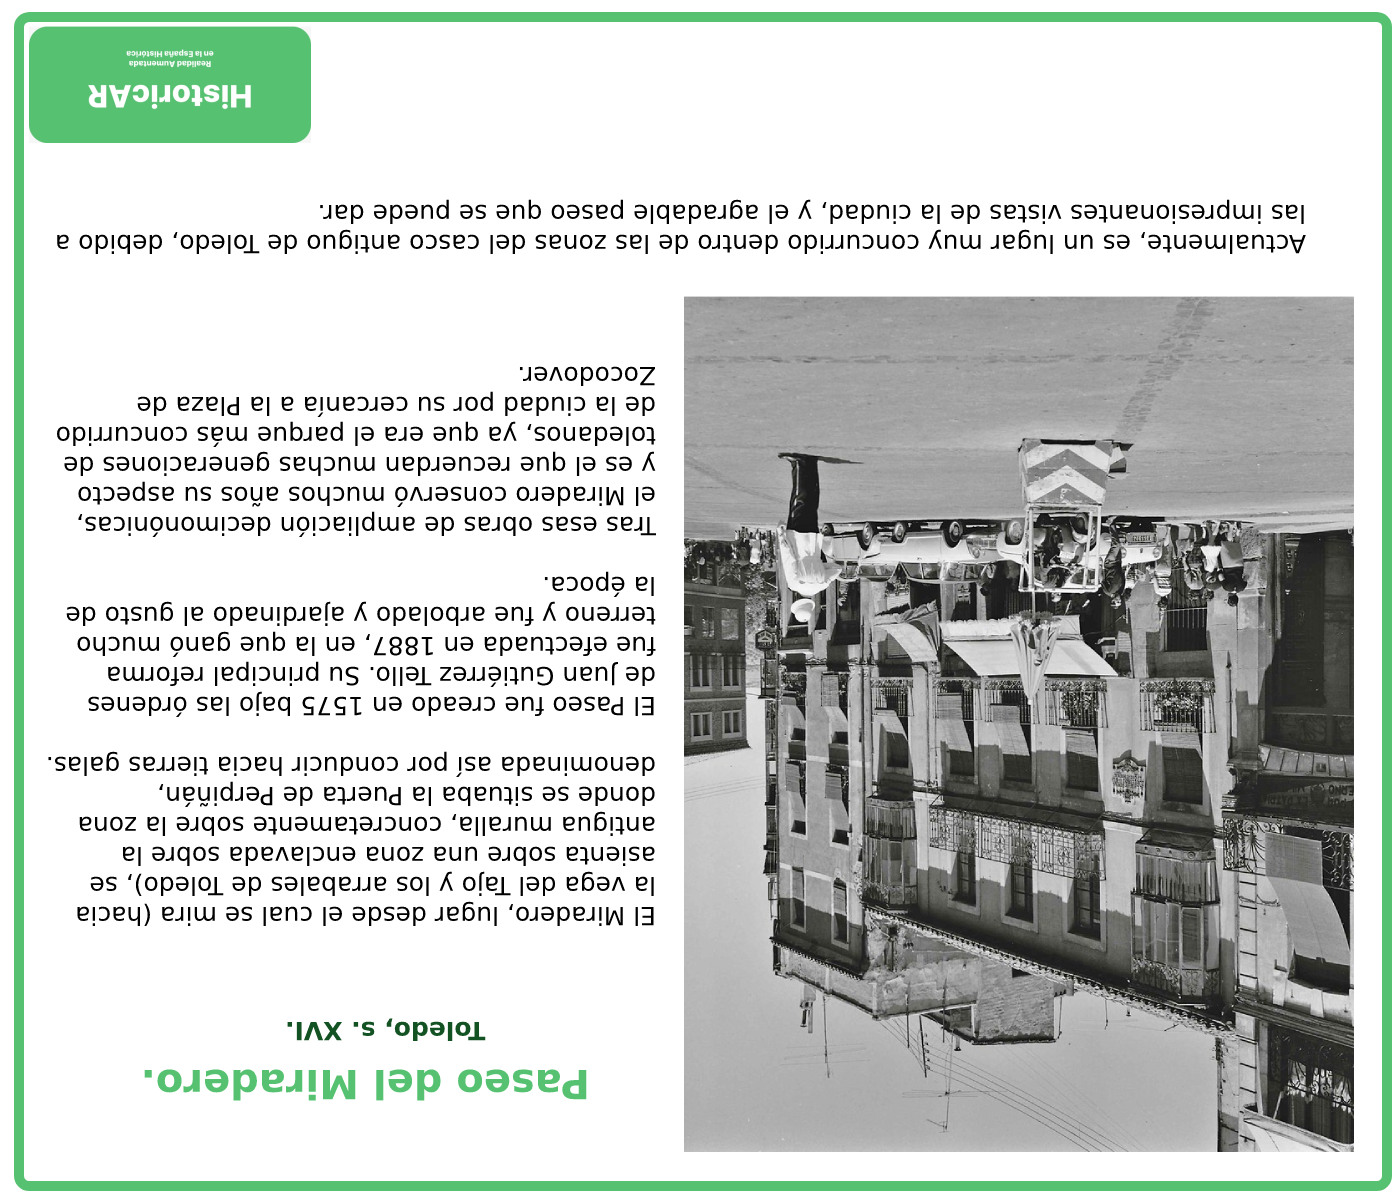 Paseo del Miradero.
Toledo, s. XVI.
El Miradero, lugar desde el cual se mira (hacia
la vega del Tajo y los arrabales de Toledo), se
asienta sobre una zona enclavada sobre la
antigua muralla, concretamente sobre la zona
donde se situaba la Puerta de Perpiñán,
denominada así por conducir hacia tierras galas.
El Paseo fue creado en 1575 bajo las órdenes
de Juan Gutiérrez Tello. Su principal reforma
fue efectuada en 1887, en la que ganó mucho
terreno y fue arbolado y ajardinado al gusto de
la época.
Tras esas obras de ampliación decimonónicas,
el Miradero conservó muchos años su aspecto
y es el que recuerdan muchas generaciones de
toledanos, ya que era el parque más concurrido
de la ciudad por su cercanía a la Plaza de
Zocodover.
Actualmente, es un lugar muy concurrido dentro de las zonas del casco antiguo de Toledo, debido a
las impresionantes vistas de la ciudad, y el agradable paseo que se puede dar.
HistoricAR
Realidad Aumentada
en la España Histórica